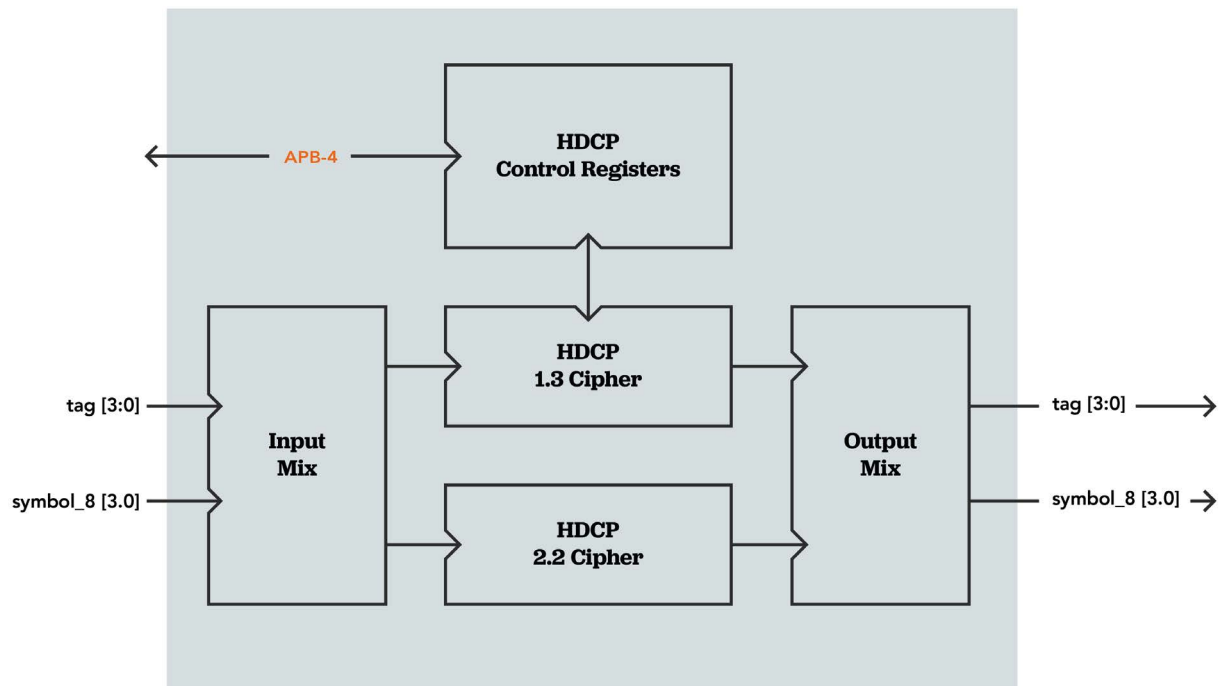 HDCP
Control Registers
APB-4
HDCP
1.3 Cipher
tag [3:0]
symbol_8 [3.0]
Input
Mix
Output
Mix
tag [3:0]
symbol_8 [3.0]
HDCP
2.2 Cipher